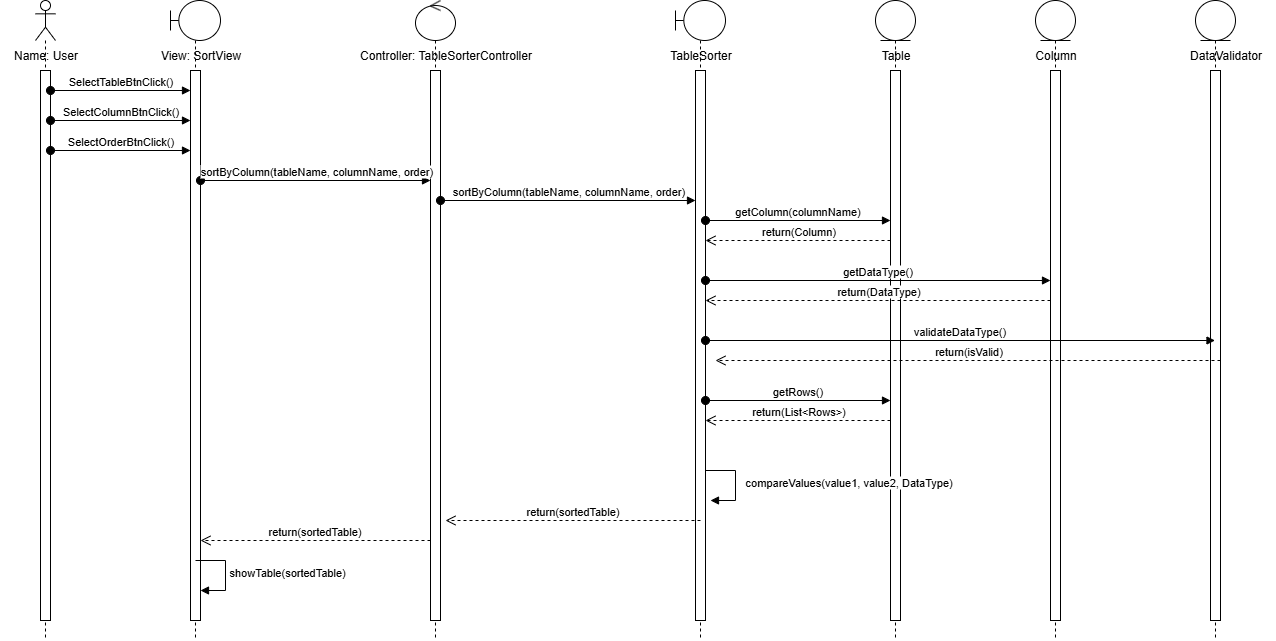 Name: User
View: SortView
Controller: TableSorterController
TableSorter
Table
Column
DataValidator
SelectTableBtnClick()
SelectColumnBtnClick()
SelectOrderBtnClick()
sortByColumn(tableName, columnName, order)
sortByColumn(tableName, columnName, order)
getColumn(columnName)
return(Column)
getDataType()
return(DataType)
validateDataType()
return(isValid)
getRows()
return(List<Rows>)
compareValues(value1, value2, DataType)
return(sortedTable)
return(sortedTable)
showTable(sortedTable)